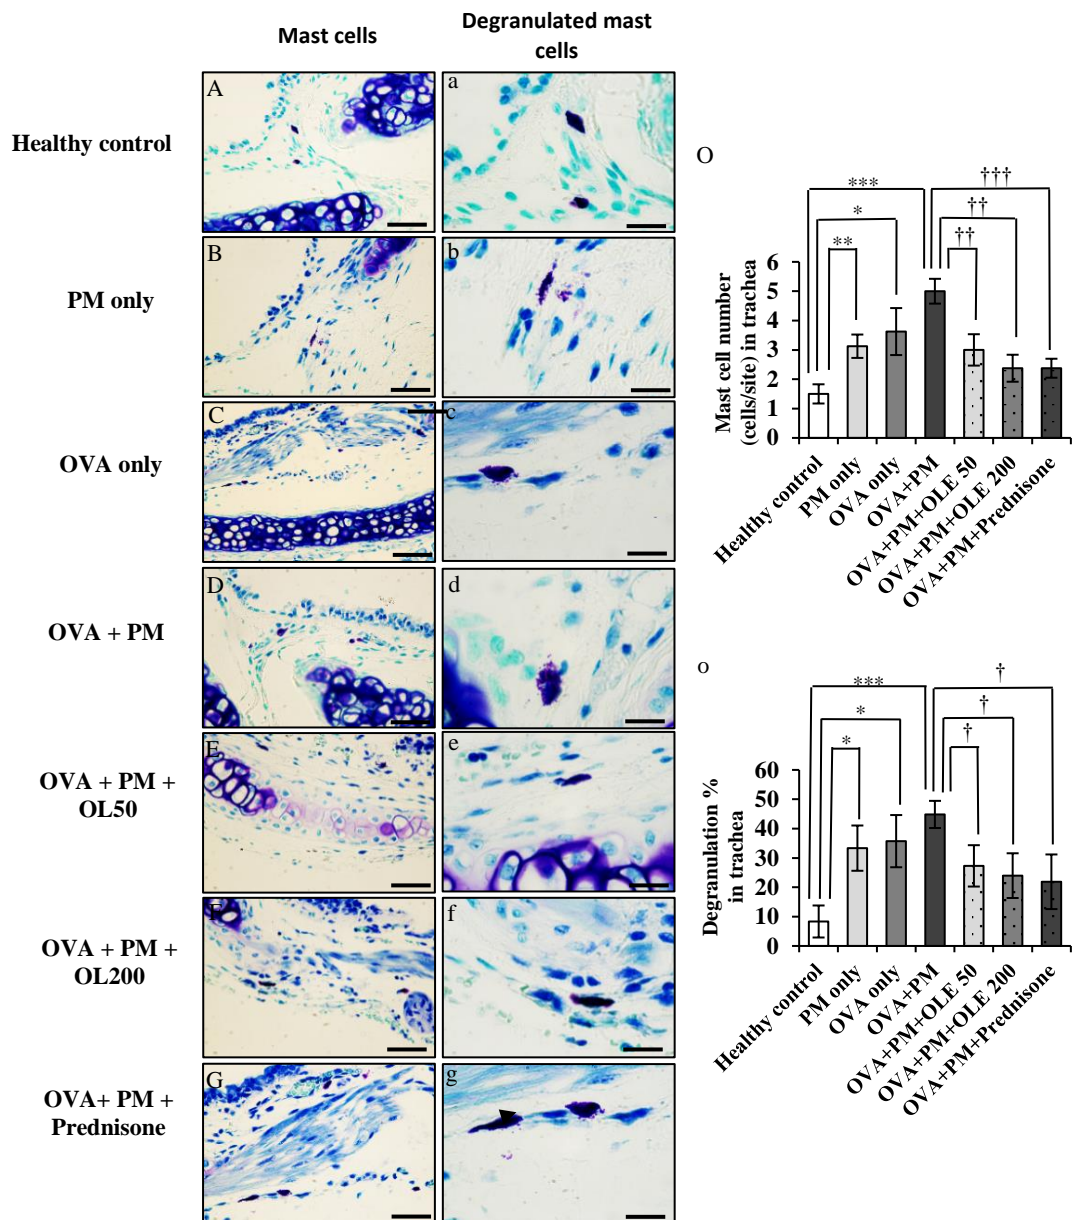 Mast cells
Degranulated mast
cells
Healthy control
A
a
PM only
B
b
OVA only
C
c
OVA + PM
D
d
OVA + PM +
OL50
E
e
OVA + PM +
OL200
F
f
OVA+ PM +
Prednisone
G
g
O
***
†††
*
††
**
††
Mast cell number
(cells/site) in trachea
6
5
4
3
2
1
0
Healthy control
PM only
OVA only
OVA+PM
OVA+PM+OLE 50
OVA+PM+OLE 200
OVA+PM+Prednisone
o
***
†
*
†
*
†
Degranulation %
in trachea
60
50
40
30
20
10
0
Healthy control
PM only
OVA only
OVA+PM
OVA+PM+OLE 50
OVA+PM+OLE 200
OVA+PM+Prednisone